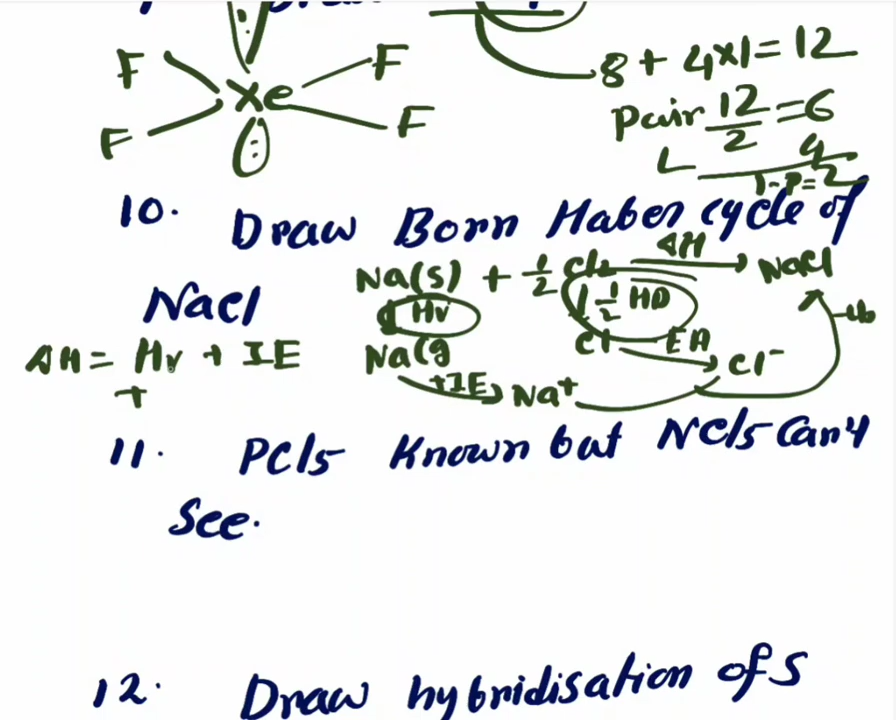 F Xe F
F F
8 + 4x1 = 12
Pair 12/2 = 6
4
l-p = 2
10. Draw Born Haber cycle of
NaCl
Na(s) + 1/2 Cl2 ΔH → NaCl
Hv 1/2 HD
ΔH = Hv + IE
+
Na(g Cl EA Cl⁻
+IE Na⁺
11. PCl5 Known but NCl5 Can't
See.
12. Draw hybridisation of S